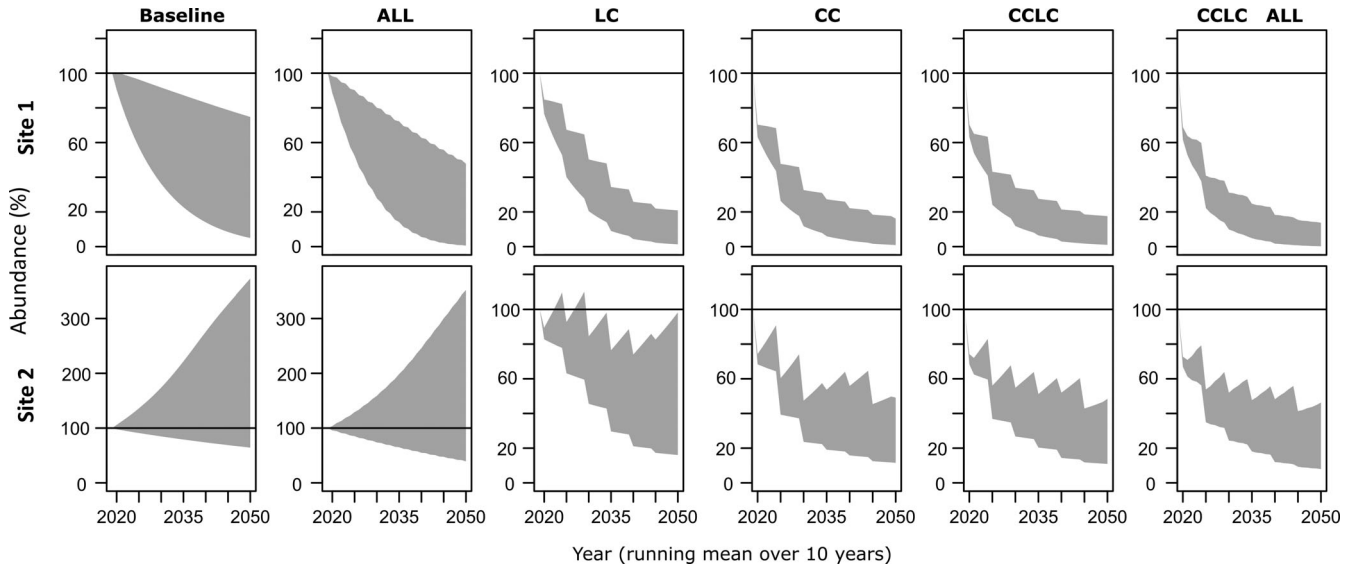 Baseline ALL LC CC CCLC CCLC ALL
Abundance (%)
Site 1
100 100 100 100 100 100
60 60 60 60 60 60
20 20 20 20 20 20
0 0 0 0 0 0
Site 2
300 300 100 100 100 100
200 200 60 60 60 60
100 100 20 20 20 20
0 0 0 0 0 0
2020 2035 2050 2020 2035 2050 2020 2035 2050 2020 2035 2050 2020 2035 2050 2020 2035 2050
Year (running mean over 10 years)